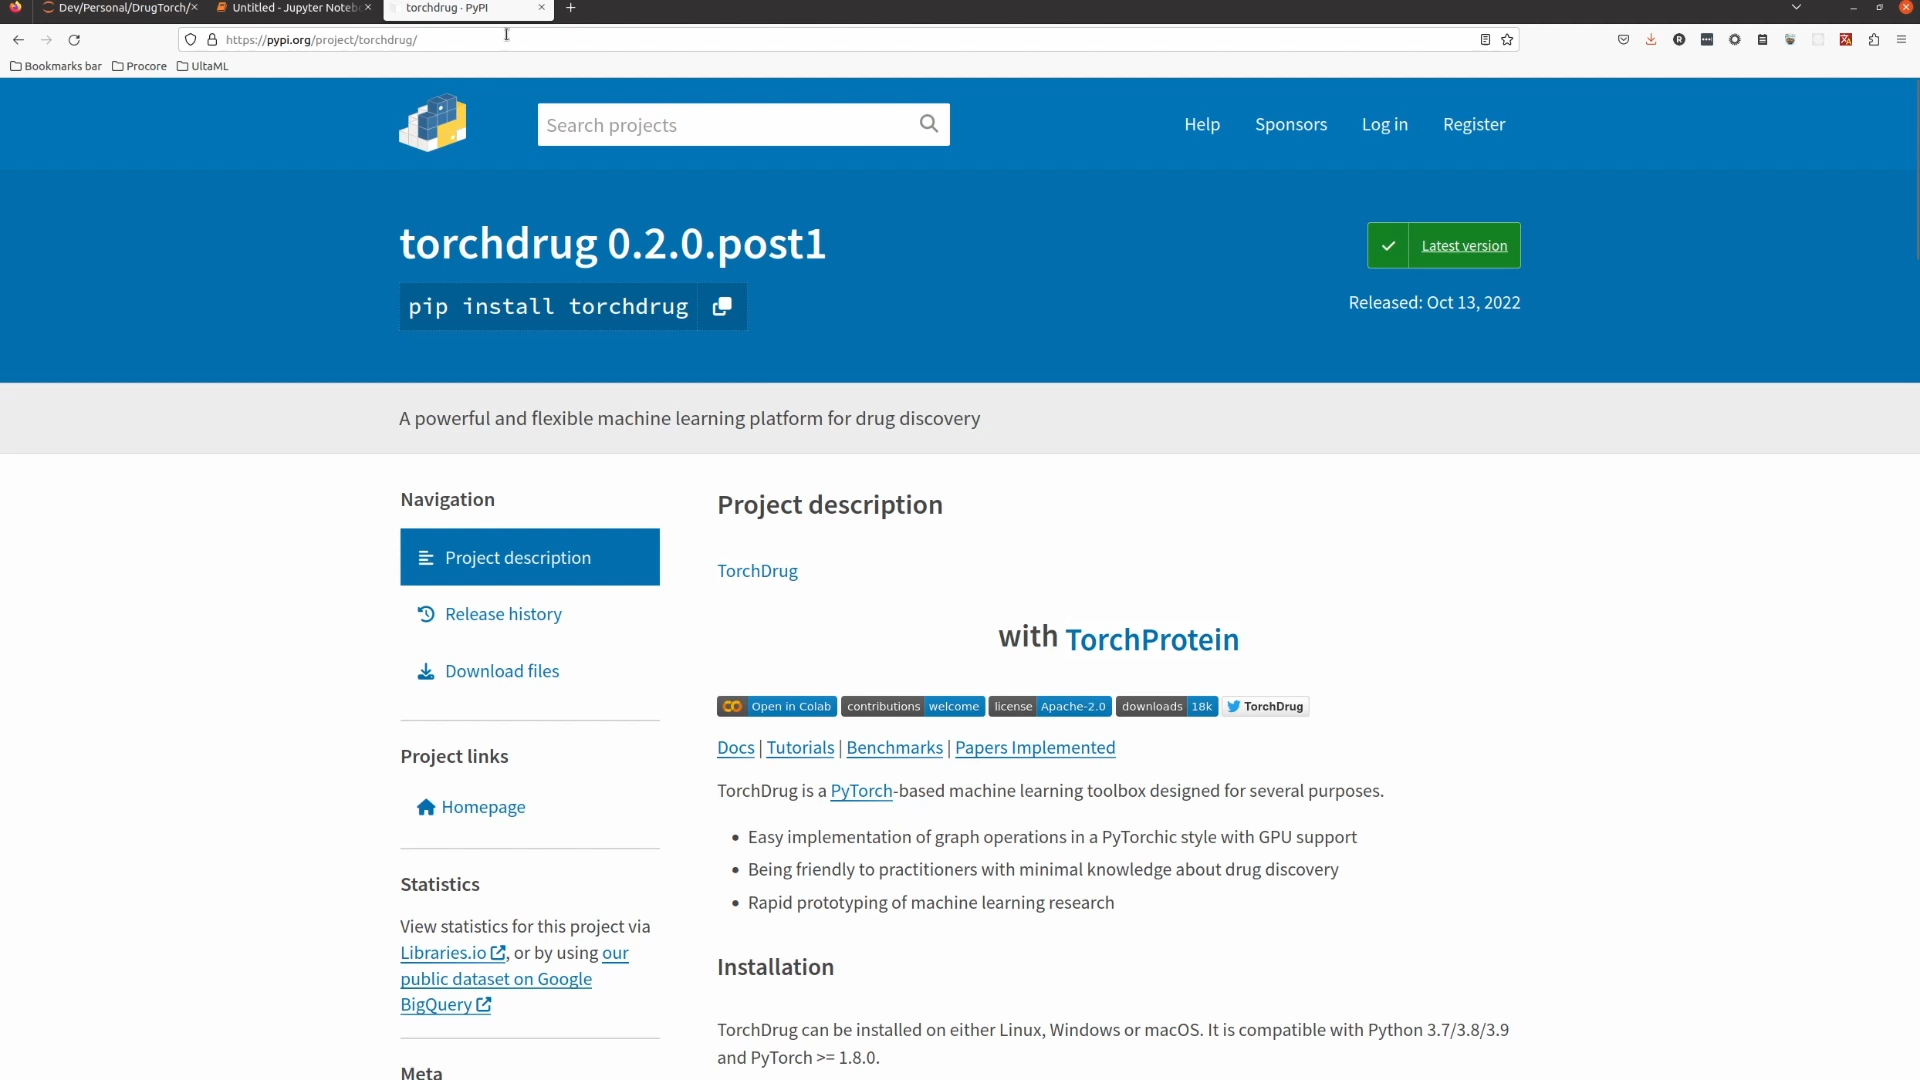 Dev/Personal/DrugTorch/
Untitled - Jupyter Noteb
torchdrug · PyPI
https://pypi.org/project/torchdrug/
Bookmarks bar
Procore
UltaML
Search projects
Help
Sponsors
Log in
Register
torchdrug 0.2.0.post1
Latest version
pip install torchdrug
Released: Oct 13, 2022
A powerful and flexible machine learning platform for drug discovery
Navigation
Project description
Release history
Download files
Project links
Homepage
Statistics
View statistics for this project via
Libraries.io, or by using our
public dataset on Google
BigQuery
Meta
Project description
TorchDrug
with TorchProtein
Open in Colab contributions welcome license Apache-2.0 downloads 18k TorchDrug
Docs | Tutorials | Benchmarks | Papers Implemented
TorchDrug is a PyTorch-based machine learning toolbox designed for several purposes.
• Easy implementation of graph operations in a PyTorchic style with GPU support
• Being friendly to practitioners with minimal knowledge about drug discovery
• Rapid prototyping of machine learning research
Installation
TorchDrug can be installed on either Linux, Windows or macOS. It is compatible with Python 3.7/3.8/3.9
and PyTorch >= 1.8.0.